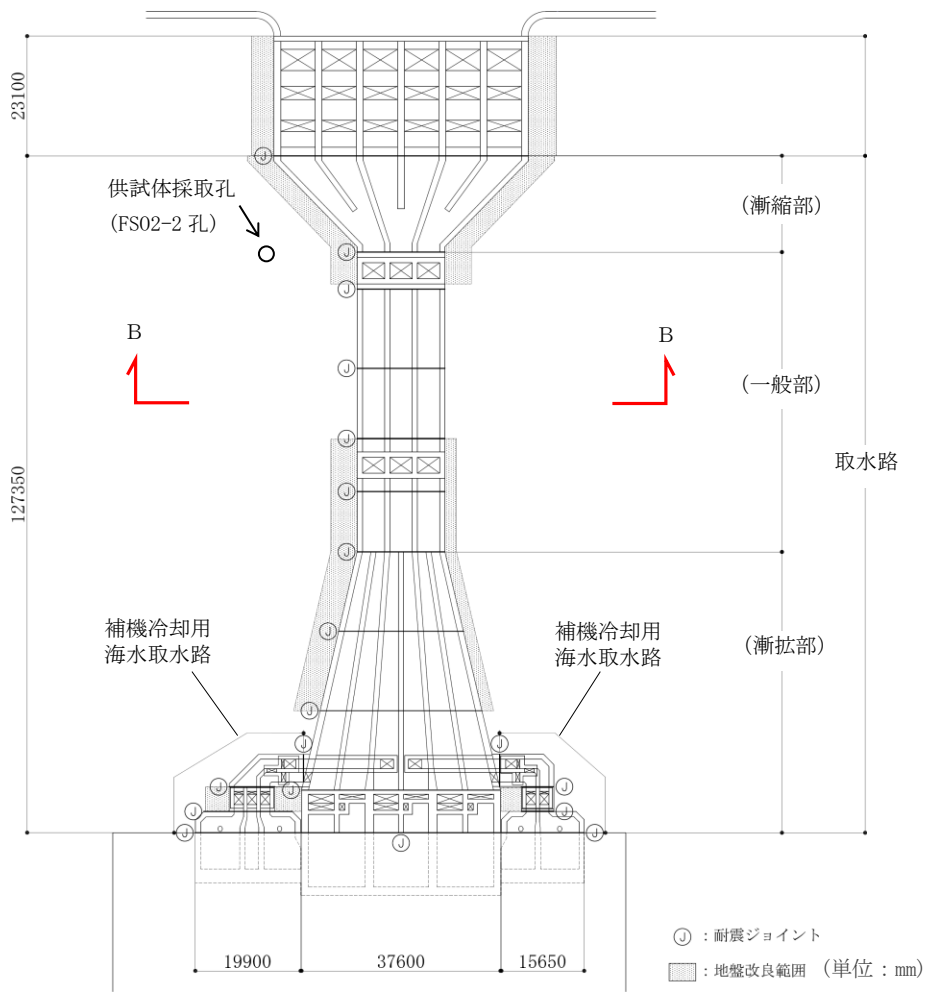 23100
J
供試体採取孔
(FS02-2 孔)
(漸縮部)
J
J
B
B
J
(一般部)
J
取水路
127350
J
J
補機冷却用
海水取水路
J
補機冷却用
海水取水路
(漸拡部)
J
J
J
J
J
J
J
J
J
J
J
19900
37600
15650
J :耐震ジョイント
:地盤改良範囲 (単位:mm)